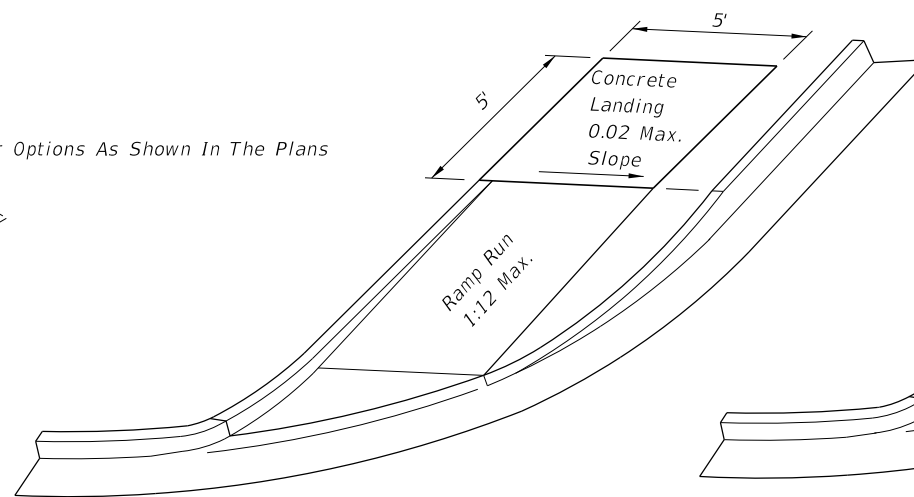 5'
5'
Concrete
Landing
0.02 Max.
Slope
Options As Shown In The Plans
Ramp Run
1:12 Max.